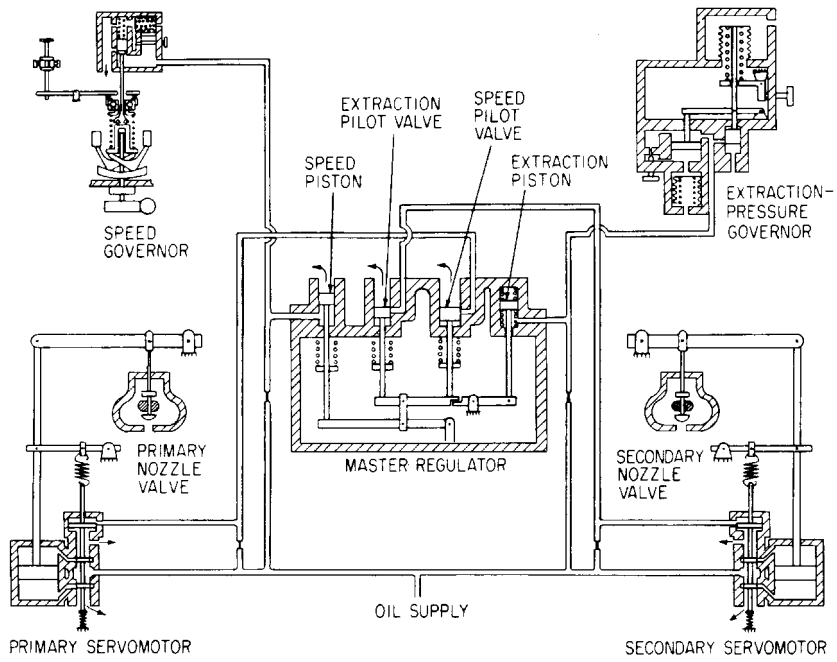 EXTRACTION
PILOT VALVE
SPEED
PILOT
VALVE
SPEED
PISTON
EXTRACTION
PISTON
SPEED
GOVERNOR
EXTRACTION-
PRESSURE
GOVERNOR
PRIMARY
NOZZLE
VALVE
MASTER REGULATOR
SECONDARY
NOZZLE
VALVE
OIL SUPPLY
PRIMARY SERVOMOTOR
SECONDARY SERVOMOTOR